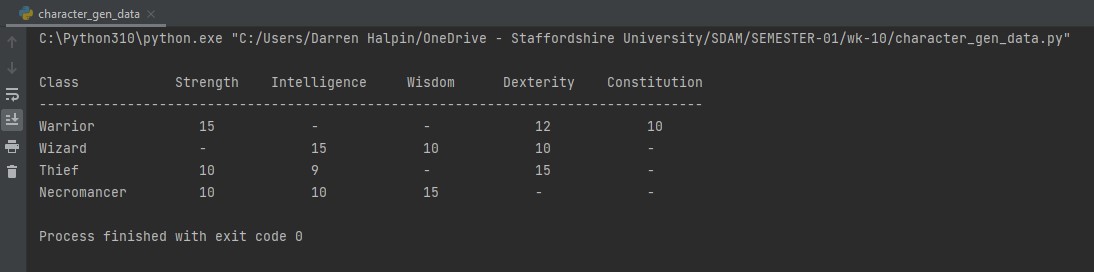 character_gen_data
C:\Python310\python.exe "C:/Users/Darren Halpin/OneDrive - Staffordshire University/SDAM/SEMESTER-01/wk-10/character_gen_data.py"
Class Strength Intelligence Wisdom Dexterity Constitution
-----------------------------------------------------------------------------------
Warrior 15 - - 12 10
Wizard - 15 10 10 -
Thief 10 9 - 15 -
Necromancer 10 10 15 - -
Process finished with exit code 0